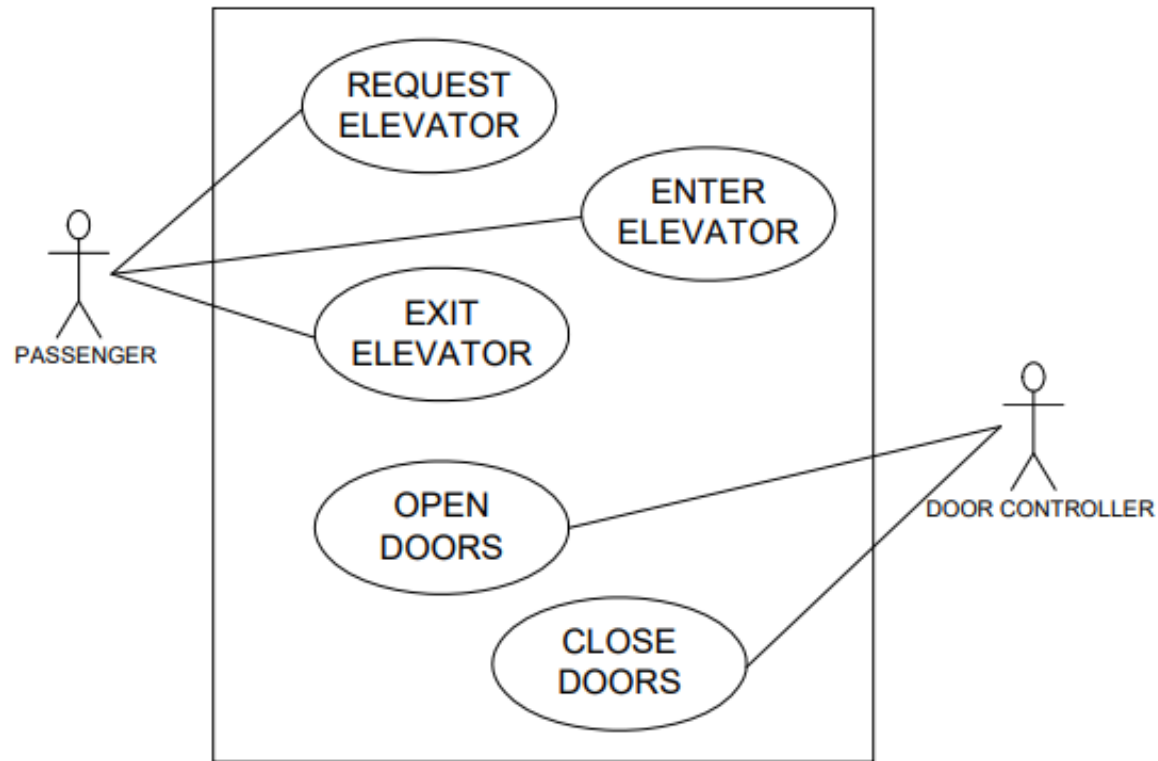 REQUEST
ELEVATOR
ENTER
ELEVATOR
EXIT
ELEVATOR
PASSENGER
OPEN
DOORS
DOOR CONTROLLER
CLOSE
DOORS